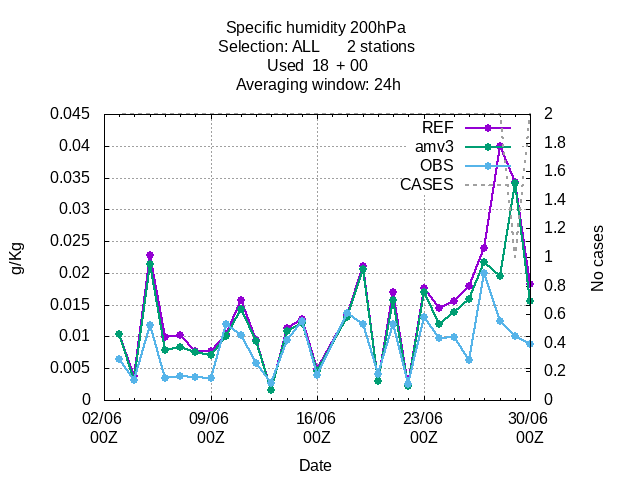 Specific humidity 200hPa
Selection: ALL 2 stations
Used 18 + 00
Averaging window: 24h
0.045
0.04
0.035
0.03
0.025
0.02
0.015
0.01
0.005
0
2
1.8
1.6
1.4
1.2
1
0.8
0.6
0.4
0.2
0
REF
amv3
OBS
CASES
g/Kg
No cases
02/06 09/06 16/06 23/06 30/06
00Z 00Z 00Z 00Z 00Z
Date